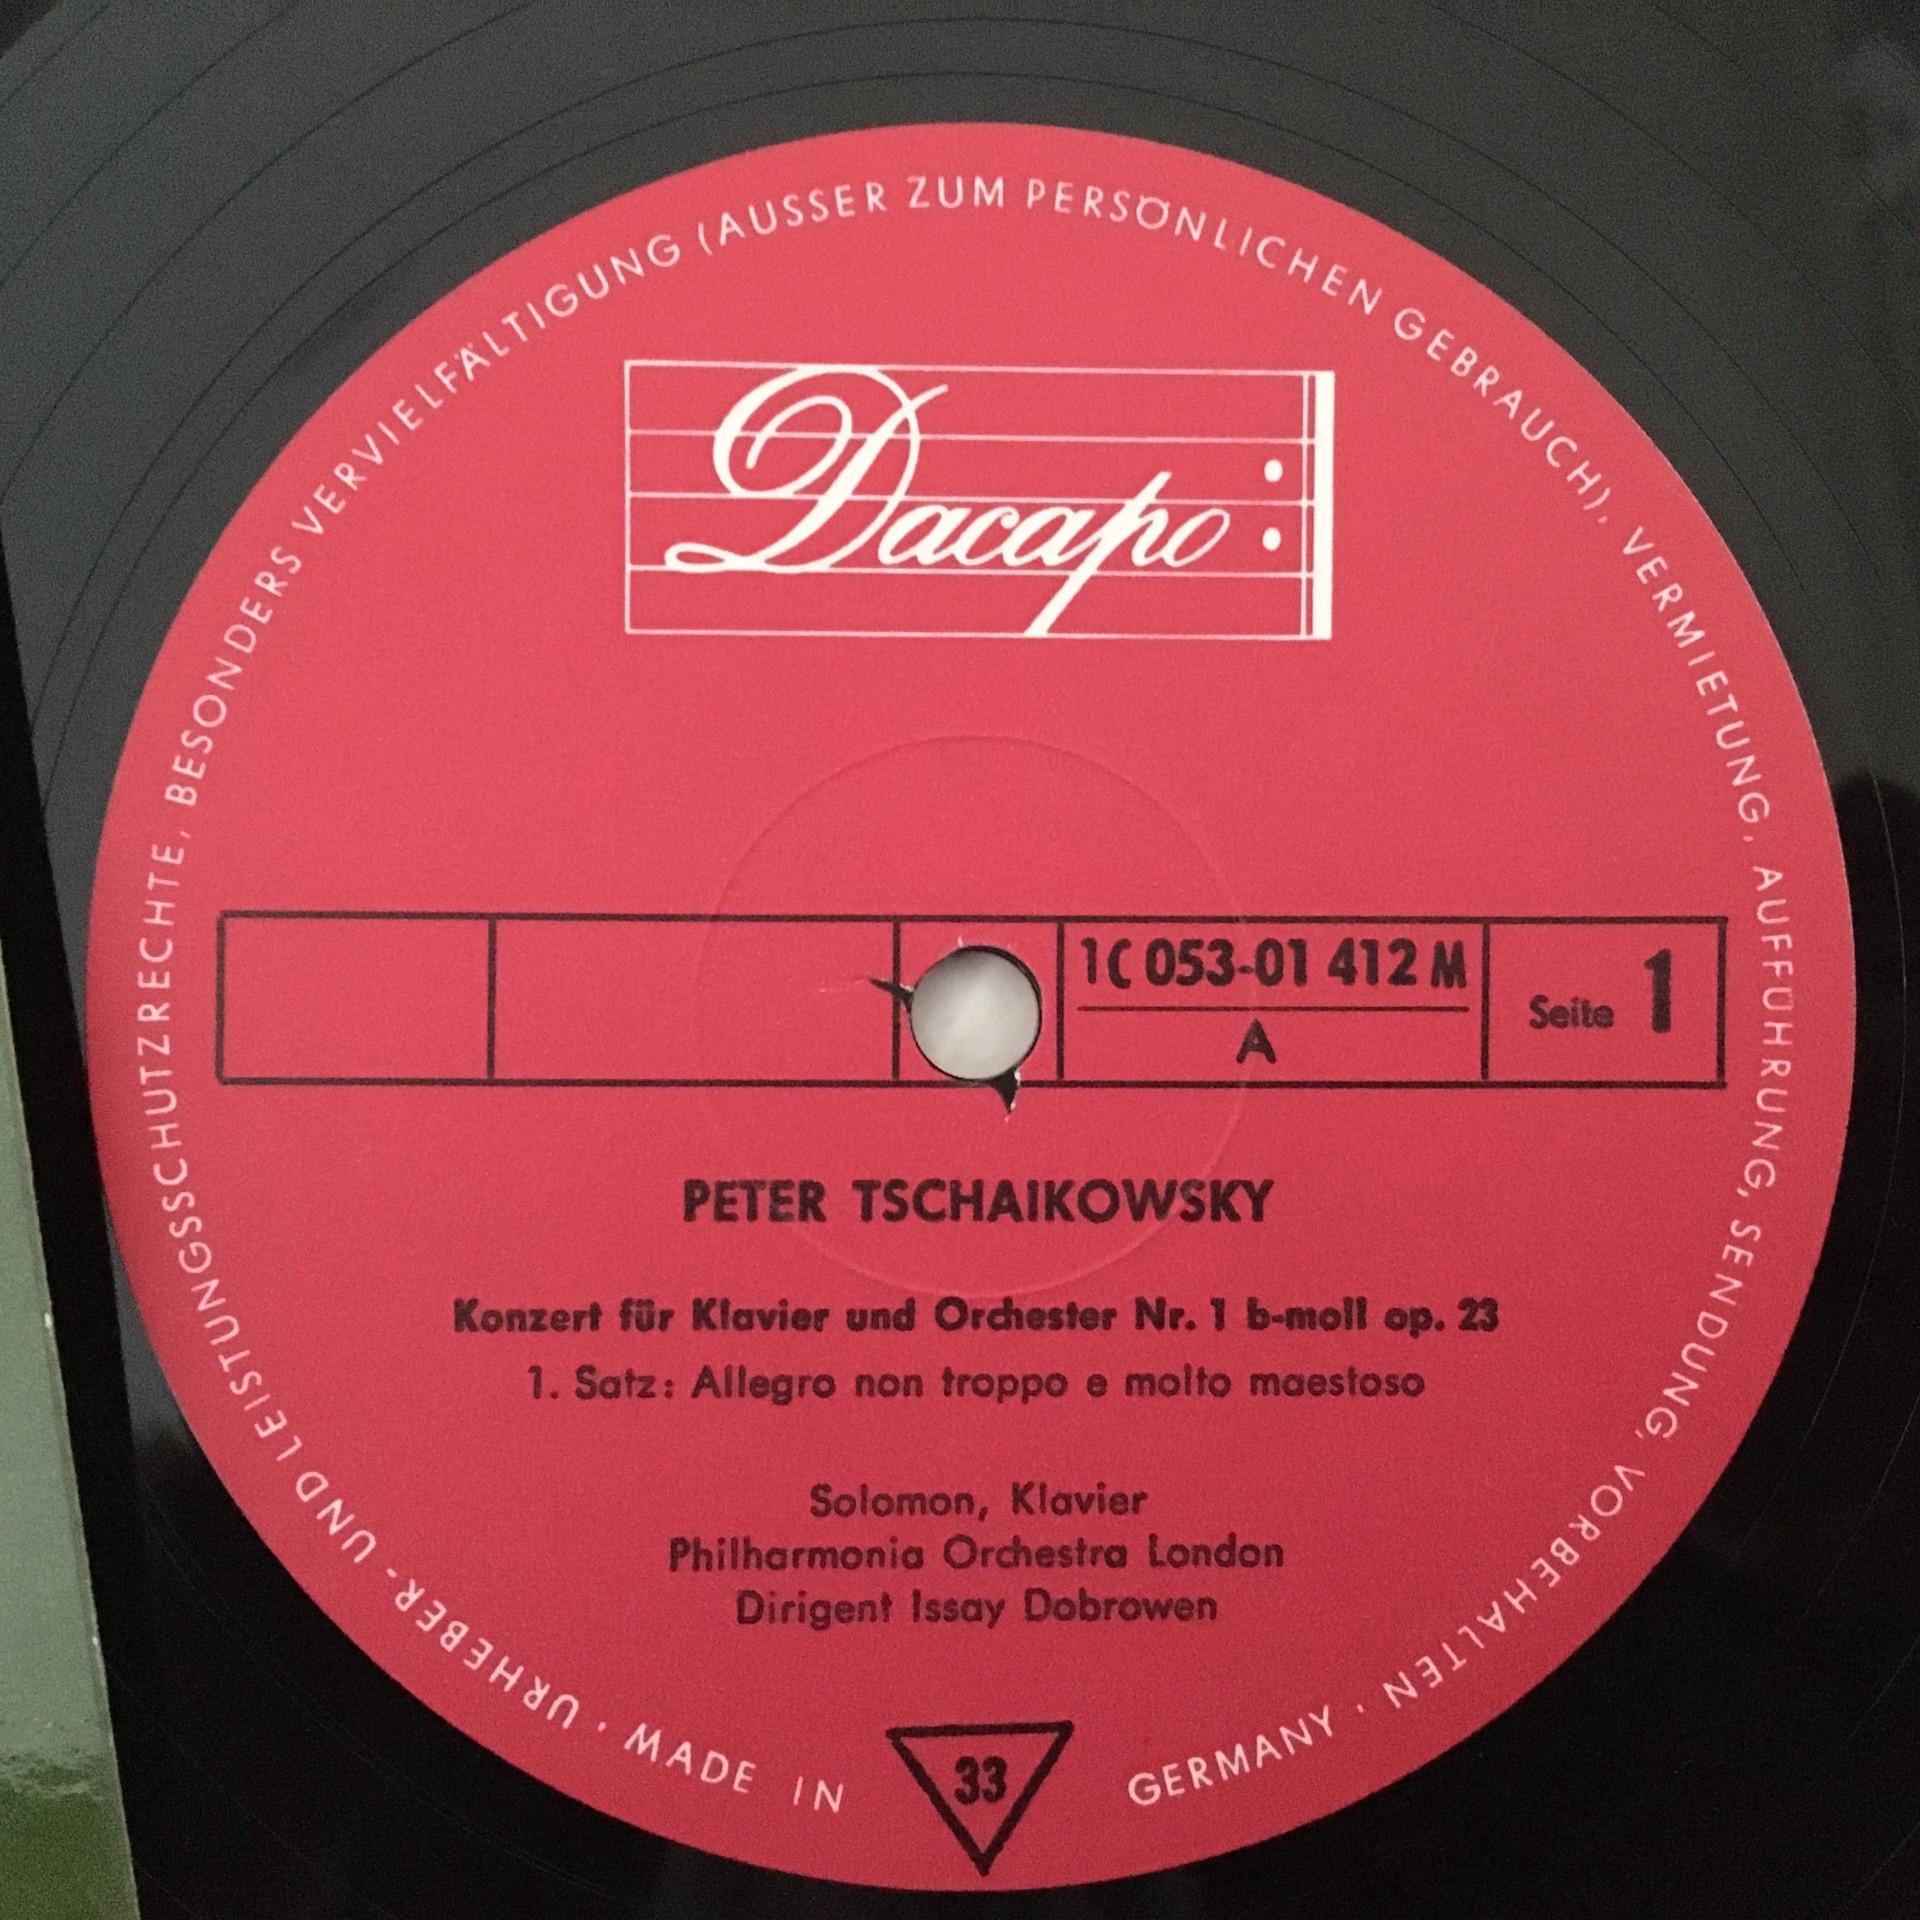 URHEBER- UND LEISTUNGSSCHUTZRECHTE, BESONDERS VERVIELFÄLTIGUNG (AUSSER ZUM PERSÖNLICHEN GEBRAUCH), VERMIETUNG, AUFFÜHRUNG, SENDUNG, VORBEHALTEN · MADE IN GERMANY ·
Dacapo
1C 053-01 412 M
A
Seite 1
PETER TSCHAIKOWSKY
Konzert für Klavier und Orchester Nr. 1 b-moll op. 23
1. Satz: Allegro non troppo e molto maestoso
Solomon, Klavier
Philharmonia Orchestra London
Dirigent Issay Dobrowen
33